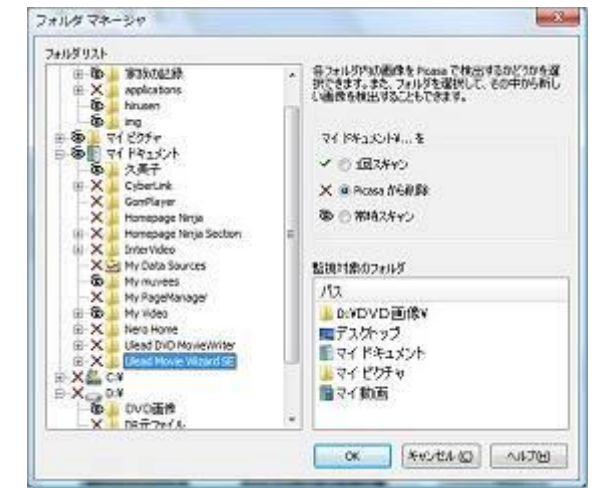 フォルダ マネージャ
フォルダリスト
家族の記録
applications
hirusen
img
マイ ピクチャ
マイ ドキュメント
久美子
CyberLink
GomPlayer
Homepage Ninja
Homepage Ninja Section
InterVideo
My Data Sources
My muvees
My PageManager
My Video
Nero Home
Ulead DVD MovieWriter
Ulead Movie Wizard SE
C:¥
D:¥
DVD画像
DR元ファイル
各フォルダ内の画像を Picasa で検出するかどうかを選
択できます。また、フォルダを選択して、その中から新し
い画像を検出することもできます。
マイ ドキュメント¥... を
1回スキャン
Picasa から削除
常時スキャン
監視対象のフォルダ
パス
D:¥DVD画像¥
デスクトップ
マイ ドキュメント
マイ ピクチャ
マイ動画
OK
キャンセル(C)
ヘルプ(H)